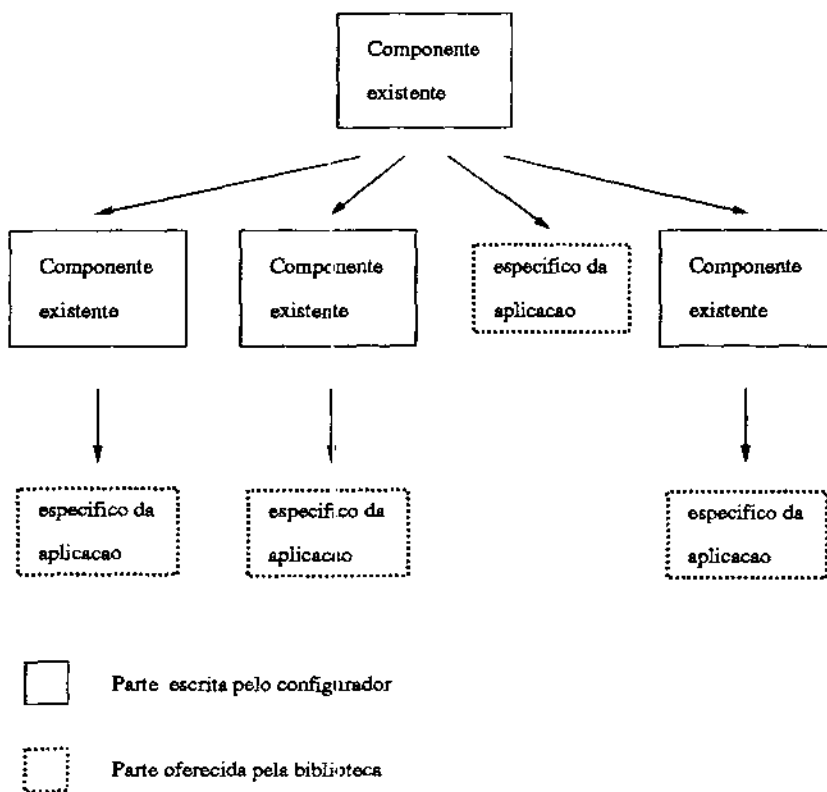 Componente
existente
Componente
existente
Componente
existente
especifico da
aplicacao
Componente
existente
especifico da
aplicacao
especifico da
aplicacao
especifico da
aplicacao
Parte escrita pelo configurador
Parte oferecida pela biblioteca